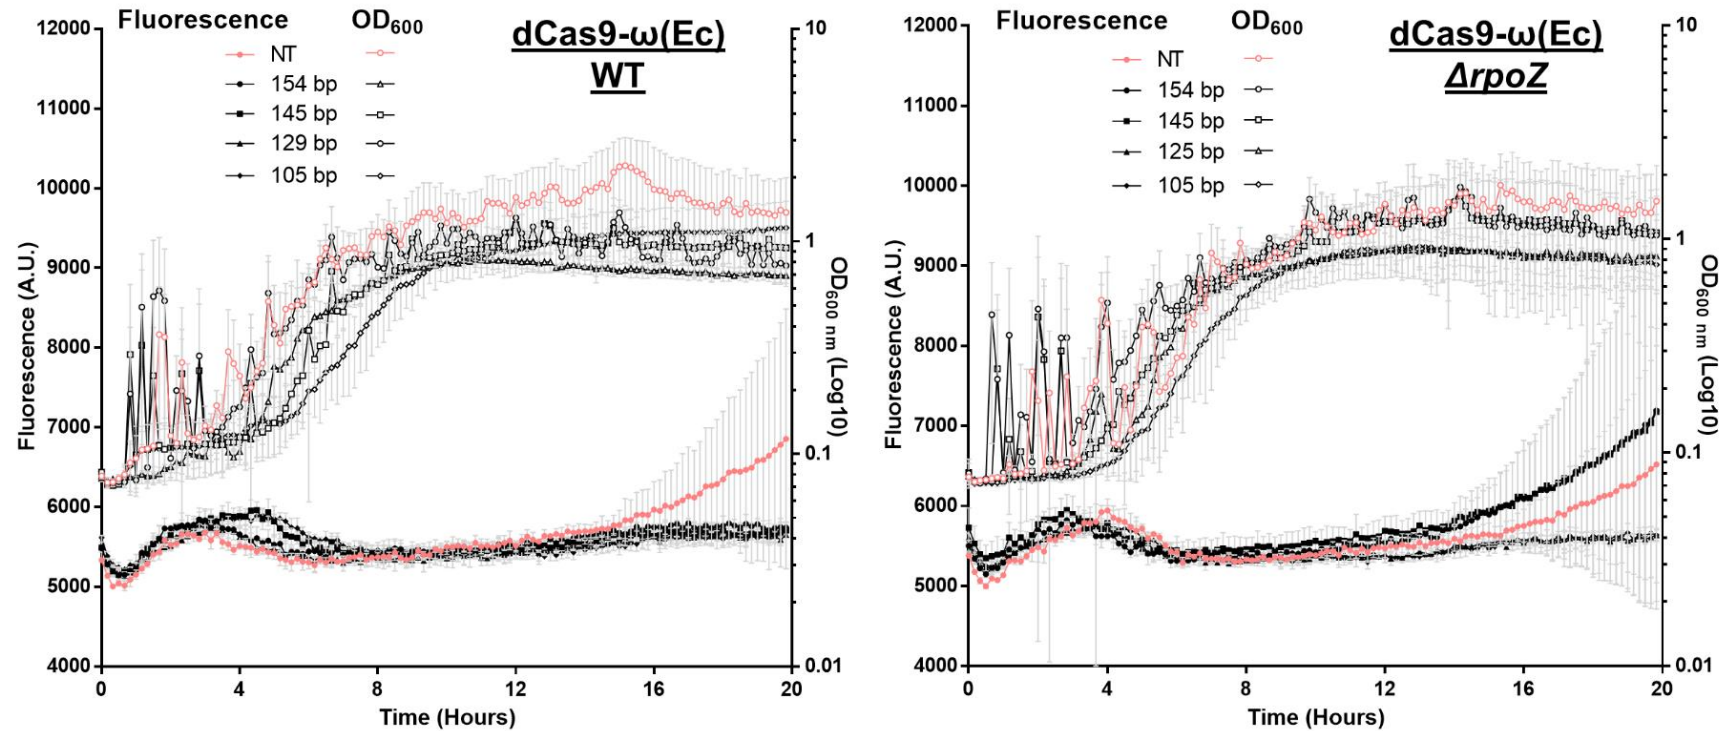 Fluorescence OD600
NT
154 bp
145 bp
129 bp
105 bp
dCas9-ω(Ec)
WT
12000
11000
10000
9000
8000
7000
6000
5000
4000
Fluorescence (A.U.)
10
1
0.1
0.01
OD600 nm (Log10)
0 4 8 12 16 20
Time (Hours)
Fluorescence OD600
NT
154 bp
145 bp
125 bp
105 bp
dCas9-ω(Ec)
ΔrpoZ
12000
11000
10000
9000
8000
7000
6000
5000
4000
Fluorescence (A.U.)
10
1
0.1
0.01
OD600 nm (Log10)
0 4 8 12 16 20
Time (Hours)